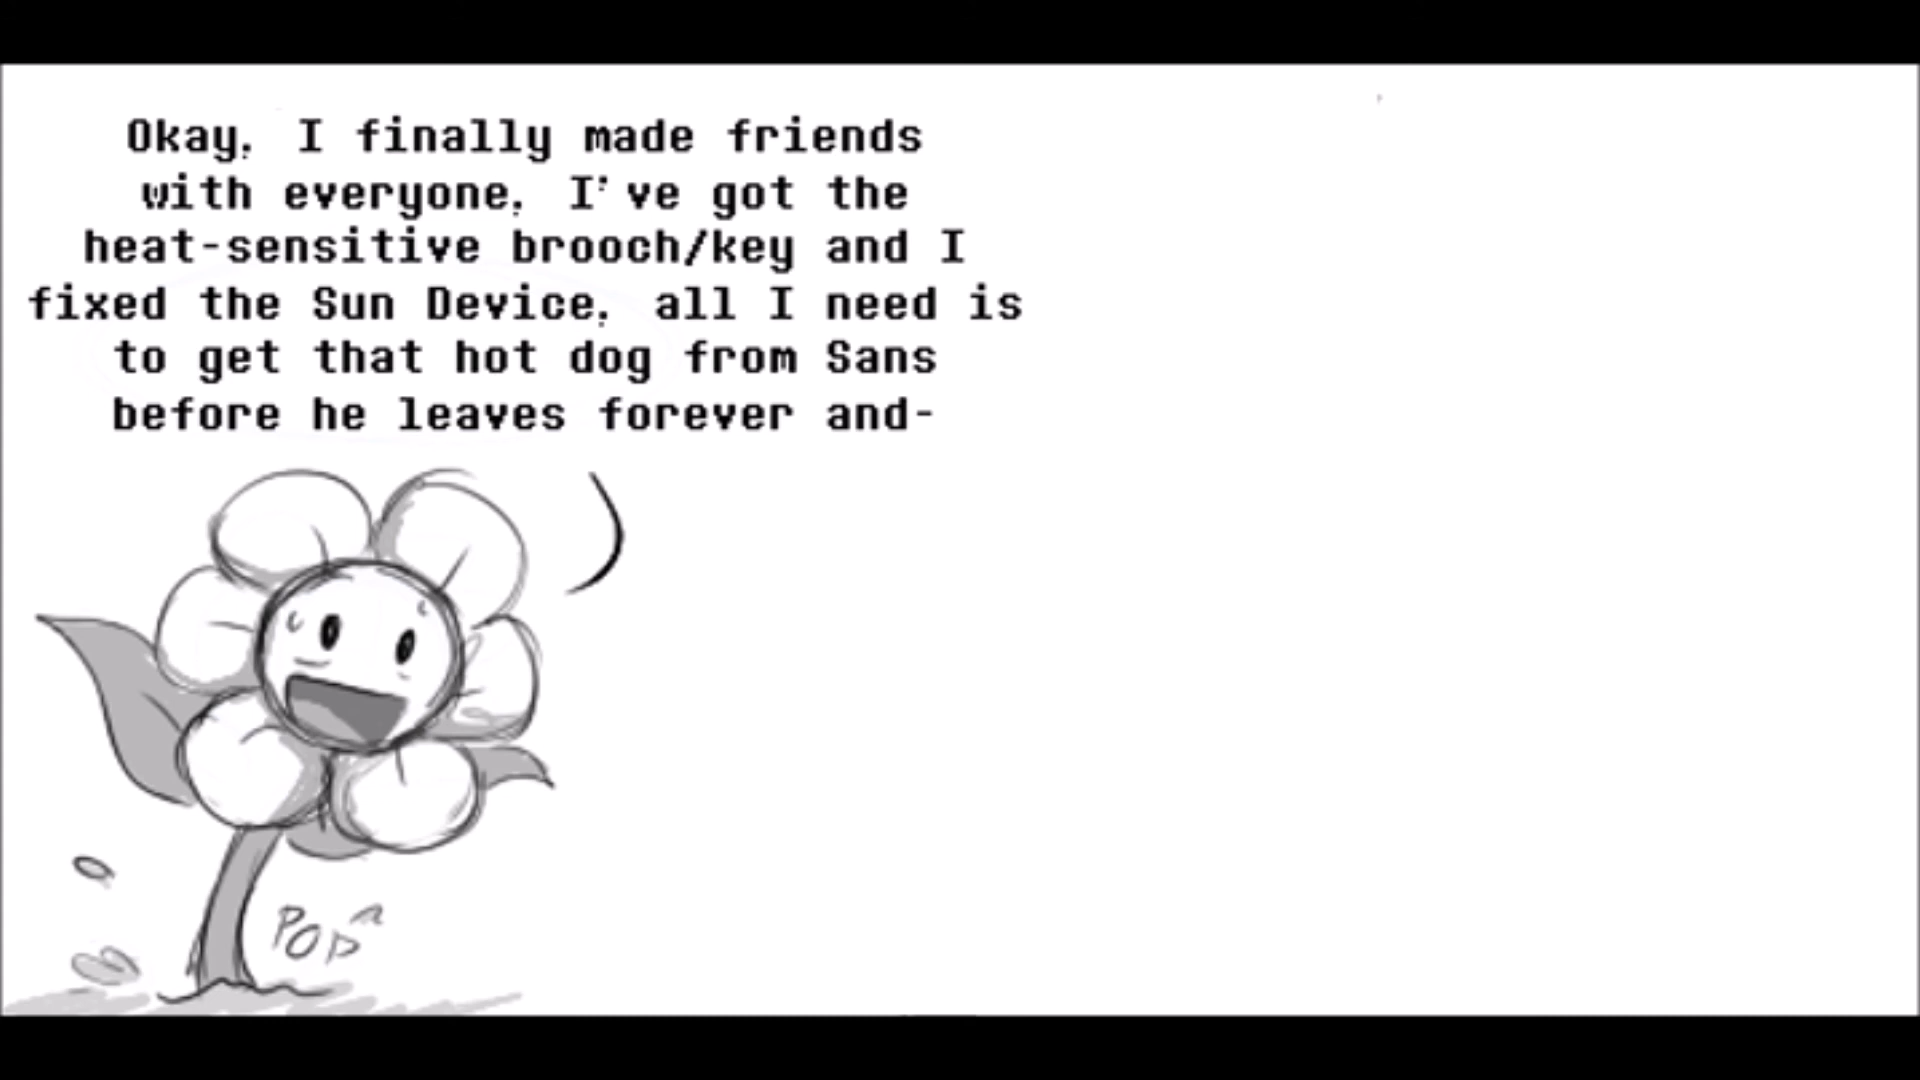 Okay, I finally made friends
with everyone, I've got the
heat-sensitive brooch/key and I
fixed the Sun Device, all I need is
to get that hot dog from Sans
before he leaves forever and-
POP